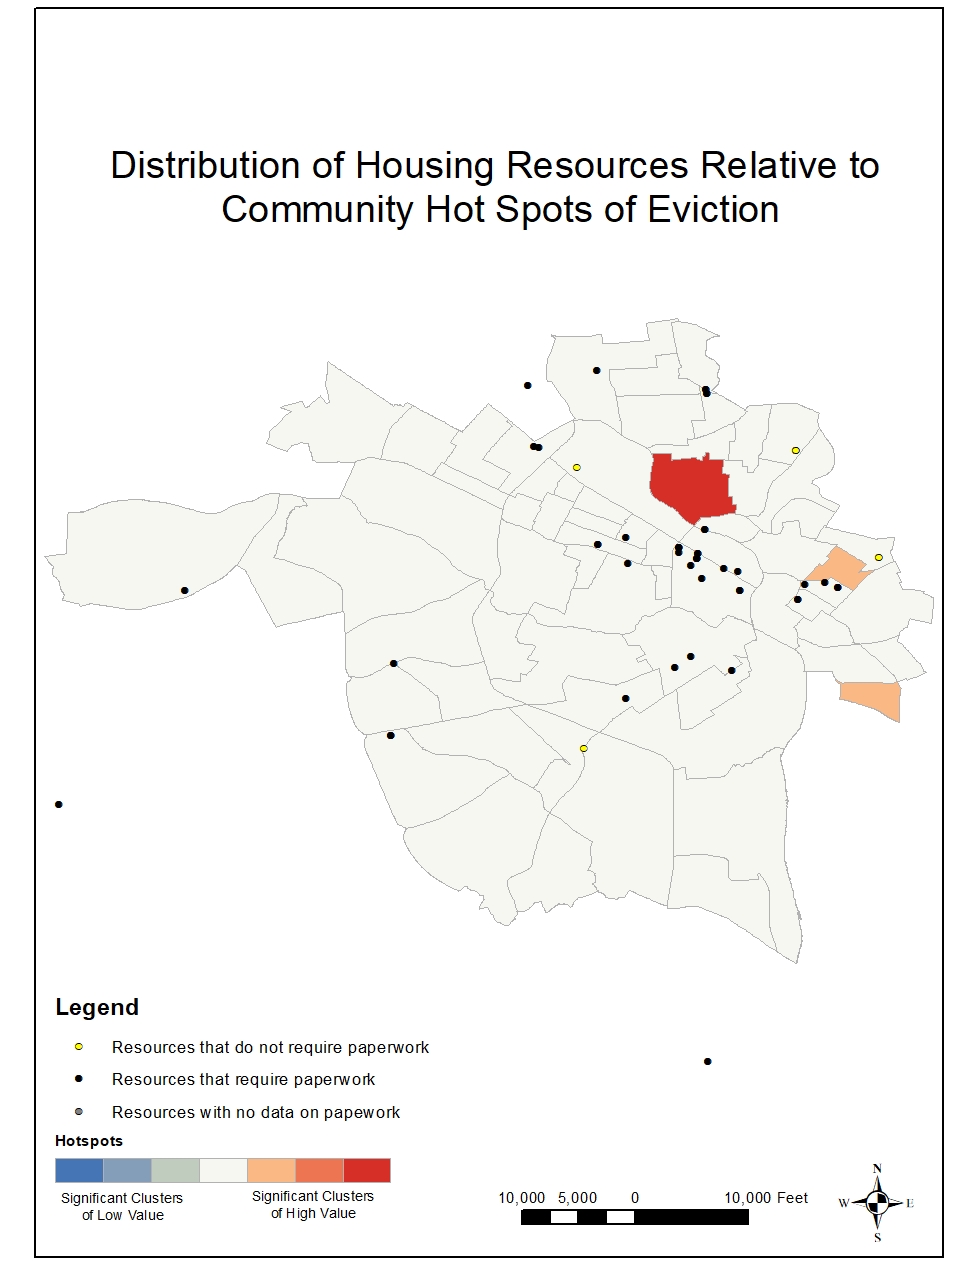 Distribution of Housing Resources Relative to
Community Hot Spots of Eviction
Legend
Resources that do not require paperwork
Resources that require paperwork
Resources with no data on papework
Hotspots
Significant Clusters
of Low Value
Significant Clusters
of High Value
10,000 5,000 0 10,000 Feet
N
W E
S